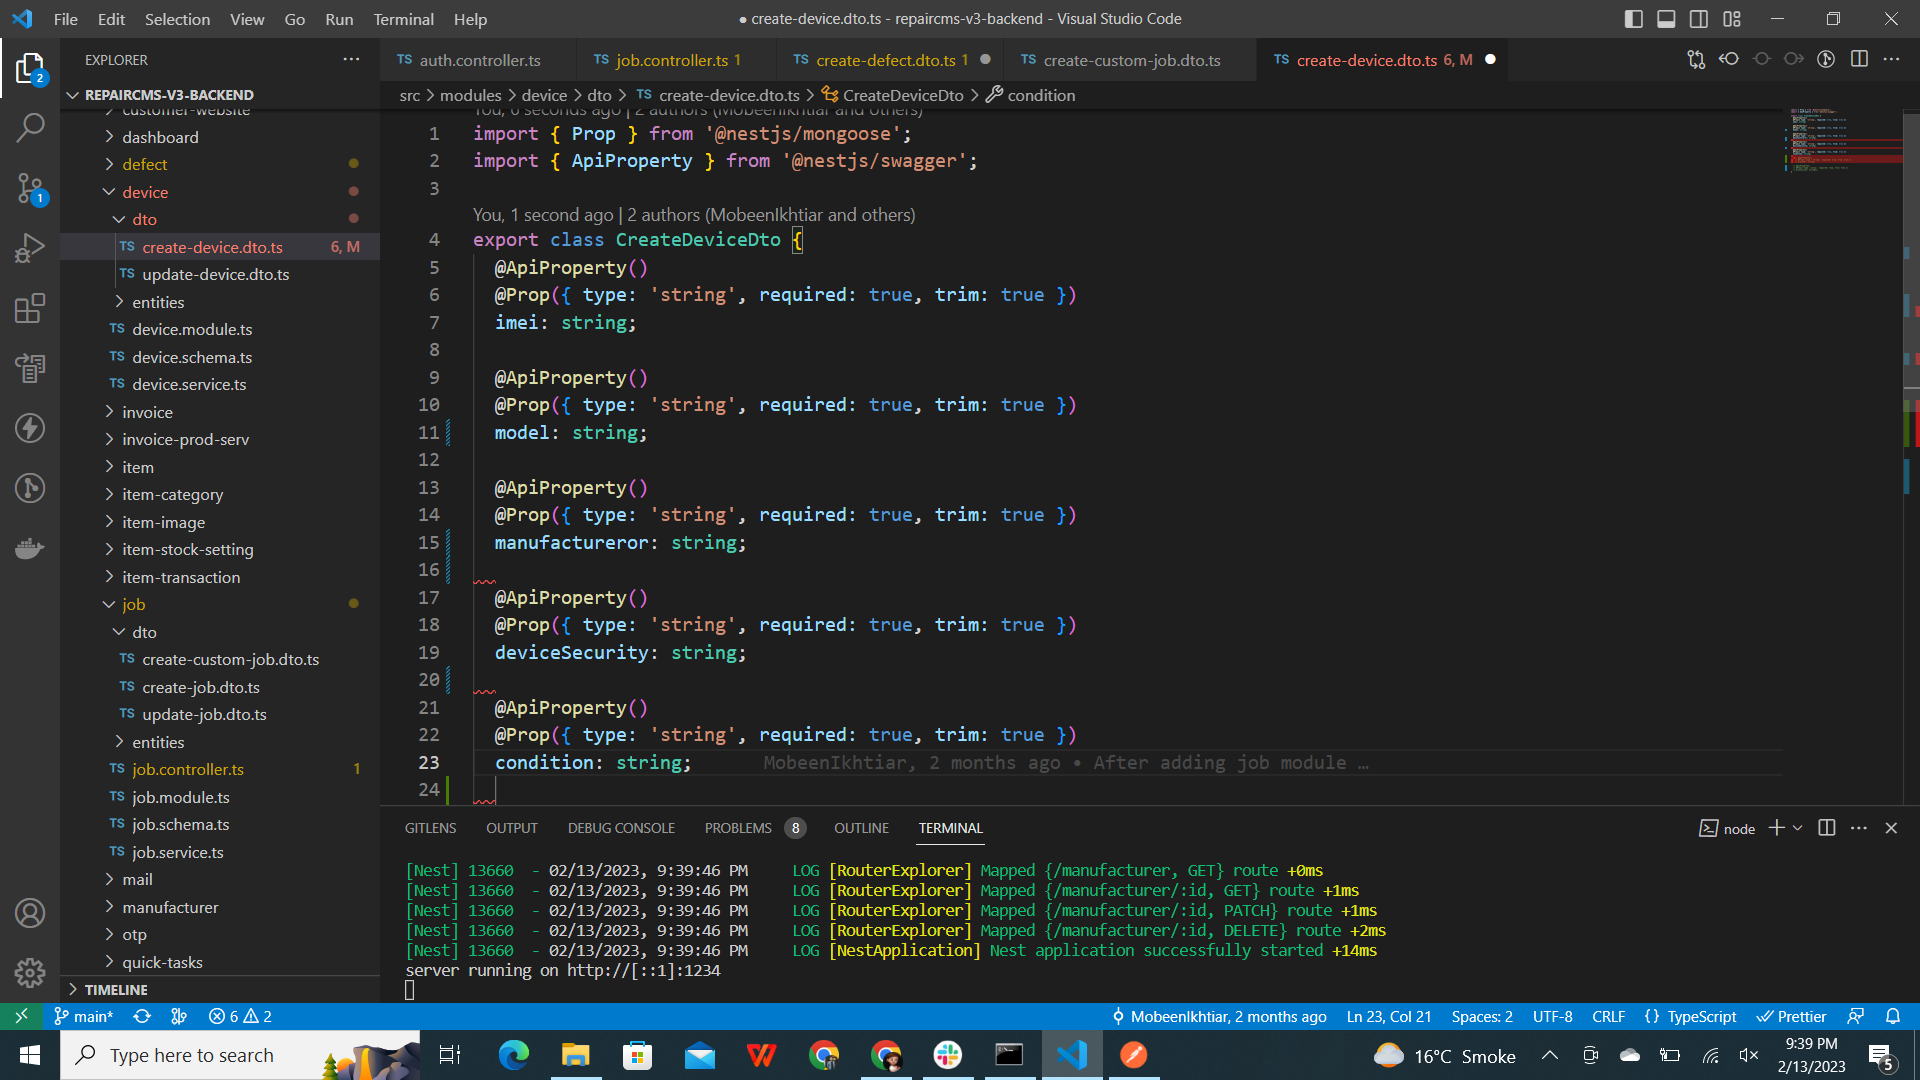 File Edit Selection View Go Run Terminal Help
● create-device.dto.ts - repaircms-v3-backend - Visual Studio Code
EXPLORER
REPAIRCMS-V3-BACKEND
customer-website
dashboard
defect
device
dto
TS create-device.dto.ts 6, M
TS update-device.dto.ts
entities
TS device.module.ts
TS device.schema.ts
TS device.service.ts
invoice
invoice-prod-serv
item
item-category
item-image
item-stock-setting
item-transaction
job
dto
TS create-custom-job.dto.ts
TS create-job.dto.ts
TS update-job.dto.ts
entities
TS job.controller.ts 1
TS job.module.ts
TS job.schema.ts
TS job.service.ts
mail
manufacturer
otp
quick-tasks
TIMELINE
2
1
TS auth.controller.ts TS job.controller.ts 1 TS create-defect.dto.ts 1 TS create-custom-job.dto.ts TS create-device.dto.ts 6, M
src > modules > device > dto > TS create-device.dto.ts > CreateDeviceDto > condition
You, 6 seconds ago | 2 authors (MobeenIkhtiar and others)
1 import { Prop } from '@nestjs/mongoose';
2 import { ApiProperty } from '@nestjs/swagger';
3
You, 1 second ago | 2 authors (MobeenIkhtiar and others)
4 export class CreateDeviceDto {
5 @ApiProperty()
6 @Prop({ type: 'string', required: true, trim: true })
7 imei: string;
8
9 @ApiProperty()
10 @Prop({ type: 'string', required: true, trim: true })
11 model: string;
12
13 @ApiProperty()
14 @Prop({ type: 'string', required: true, trim: true })
15 manufactureror: string;
16
17 @ApiProperty()
18 @Prop({ type: 'string', required: true, trim: true })
19 deviceSecurity: string;
20
21 @ApiProperty()
22 @Prop({ type: 'string', required: true, trim: true })
23 condition: string; MobeenIkhtiar, 2 months ago • After adding job module …
24
GITLENS OUTPUT DEBUG CONSOLE PROBLEMS 8 OUTLINE TERMINAL
node
[Nest] 13660 - 02/13/2023, 9:39:46 PM LOG [RouterExplorer] Mapped {/manufacturer, GET} route +0ms
[Nest] 13660 - 02/13/2023, 9:39:46 PM LOG [RouterExplorer] Mapped {/manufacturer/:id, GET} route +1ms
[Nest] 13660 - 02/13/2023, 9:39:46 PM LOG [RouterExplorer] Mapped {/manufacturer/:id, PATCH} route +1ms
[Nest] 13660 - 02/13/2023, 9:39:46 PM LOG [RouterExplorer] Mapped {/manufacturer/:id, DELETE} route +2ms
[Nest] 13660 - 02/13/2023, 9:39:46 PM LOG [NestApplication] Nest application successfully started +14ms
server running on http://[::1]:1234
main* 6 2 MobeenIkhtiar, 2 months ago Ln 23, Col 21 Spaces: 2 UTF-8 CRLF { } TypeScript Prettier
Type here to search
16°C Smoke
9:39 PM
2/13/2023
5